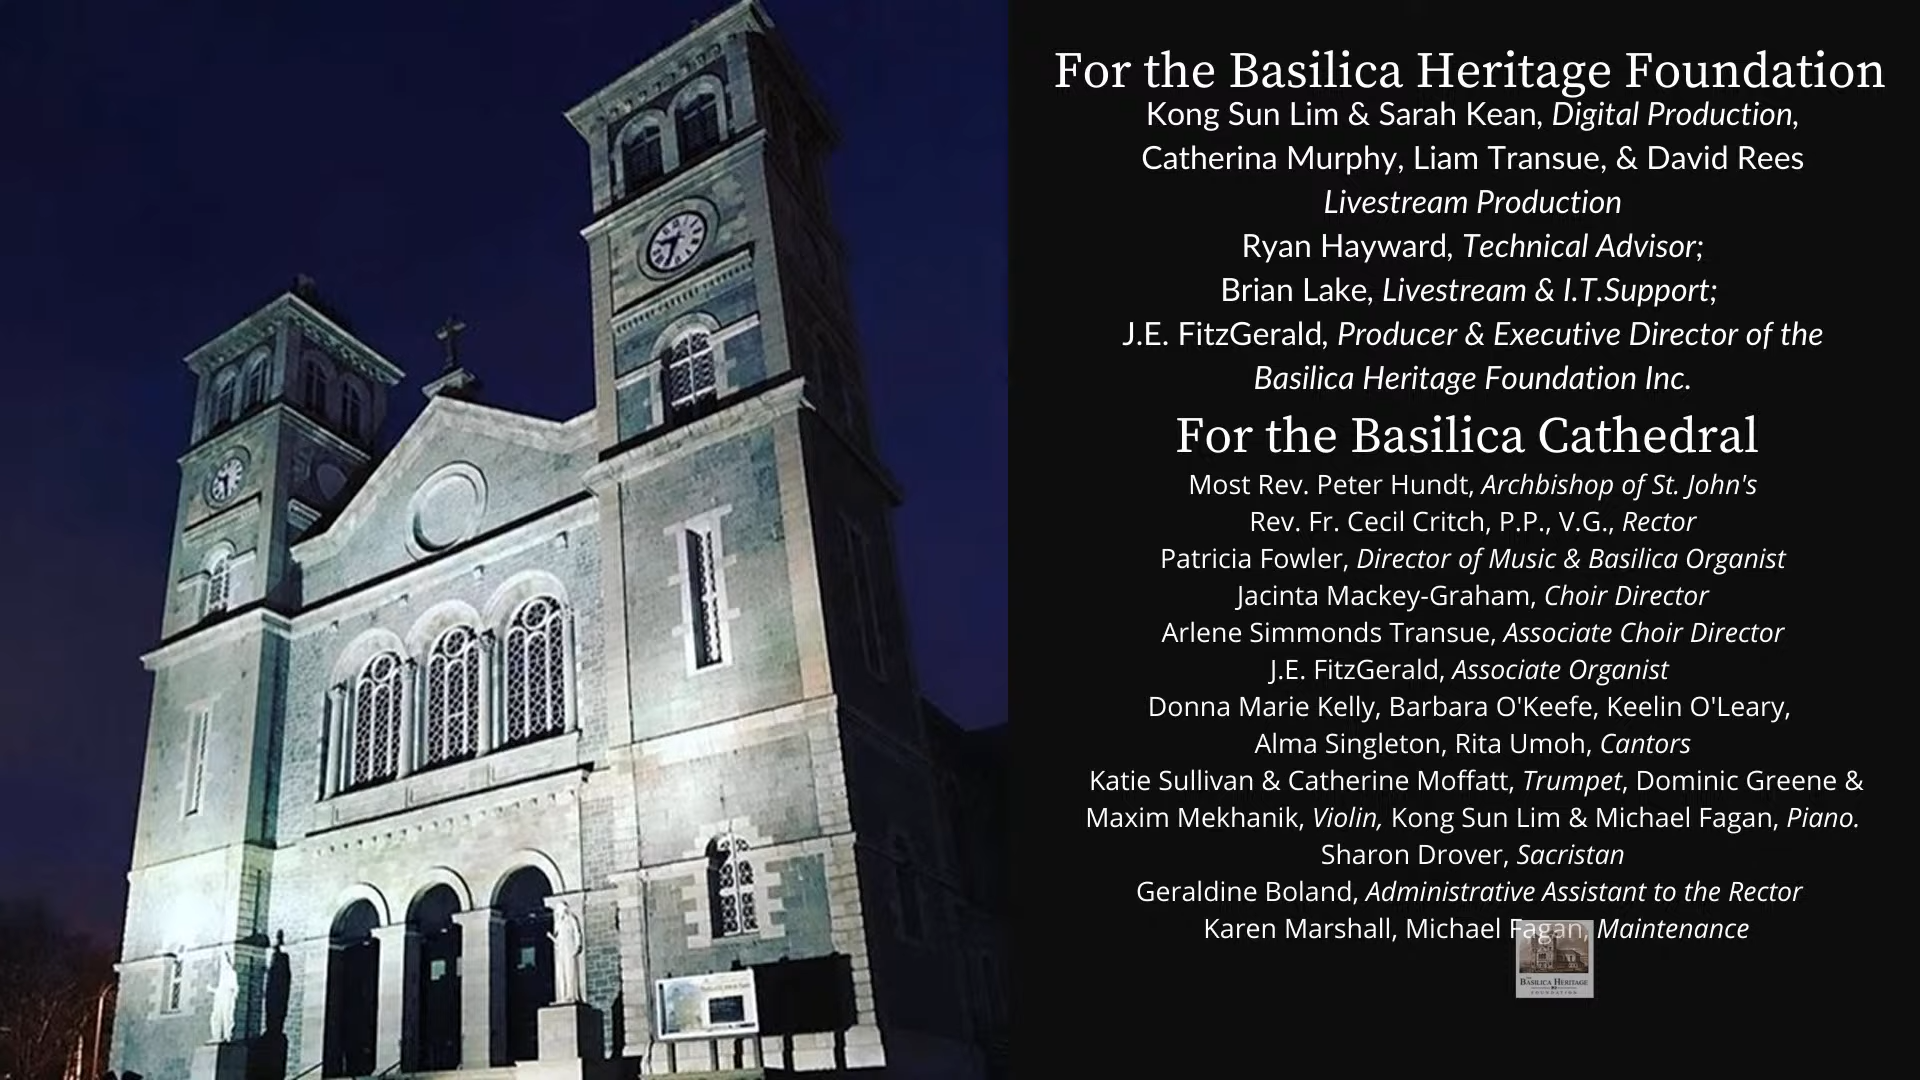 For the Basilica Heritage Foundation
Kong Sun Lim & Sarah Kean, Digital Production,
Catherina Murphy, Liam Transue, & David Rees
Livestream Production
Ryan Hayward, Technical Advisor;
Brian Lake, Livestream & I.T.Support;
J.E. FitzGerald, Producer & Executive Director of the
Basilica Heritage Foundation Inc.
For the Basilica Cathedral
Most Rev. Peter Hundt, Archbishop of St. John's
Rev. Fr. Cecil Critch, P.P., V.G., Rector
Patricia Fowler, Director of Music & Basilica Organist
Jacinta Mackey-Graham, Choir Director
Arlene Simmonds Transue, Associate Choir Director
J.E. FitzGerald, Associate Organist
Donna Marie Kelly, Barbara O'Keefe, Keelin O'Leary,
Alma Singleton, Rita Umoh, Cantors
Katie Sullivan & Catherine Moffatt, Trumpet, Dominic Greene &
Maxim Mekhanik, Violin, Kong Sun Lim & Michael Fagan, Piano.
Sharon Drover, Sacristan
Geraldine Boland, Administrative Assistant to the Rector
Karen Marshall, Michael Fagan, Maintenance
BASILICA HERITAGE
FOUNDATION